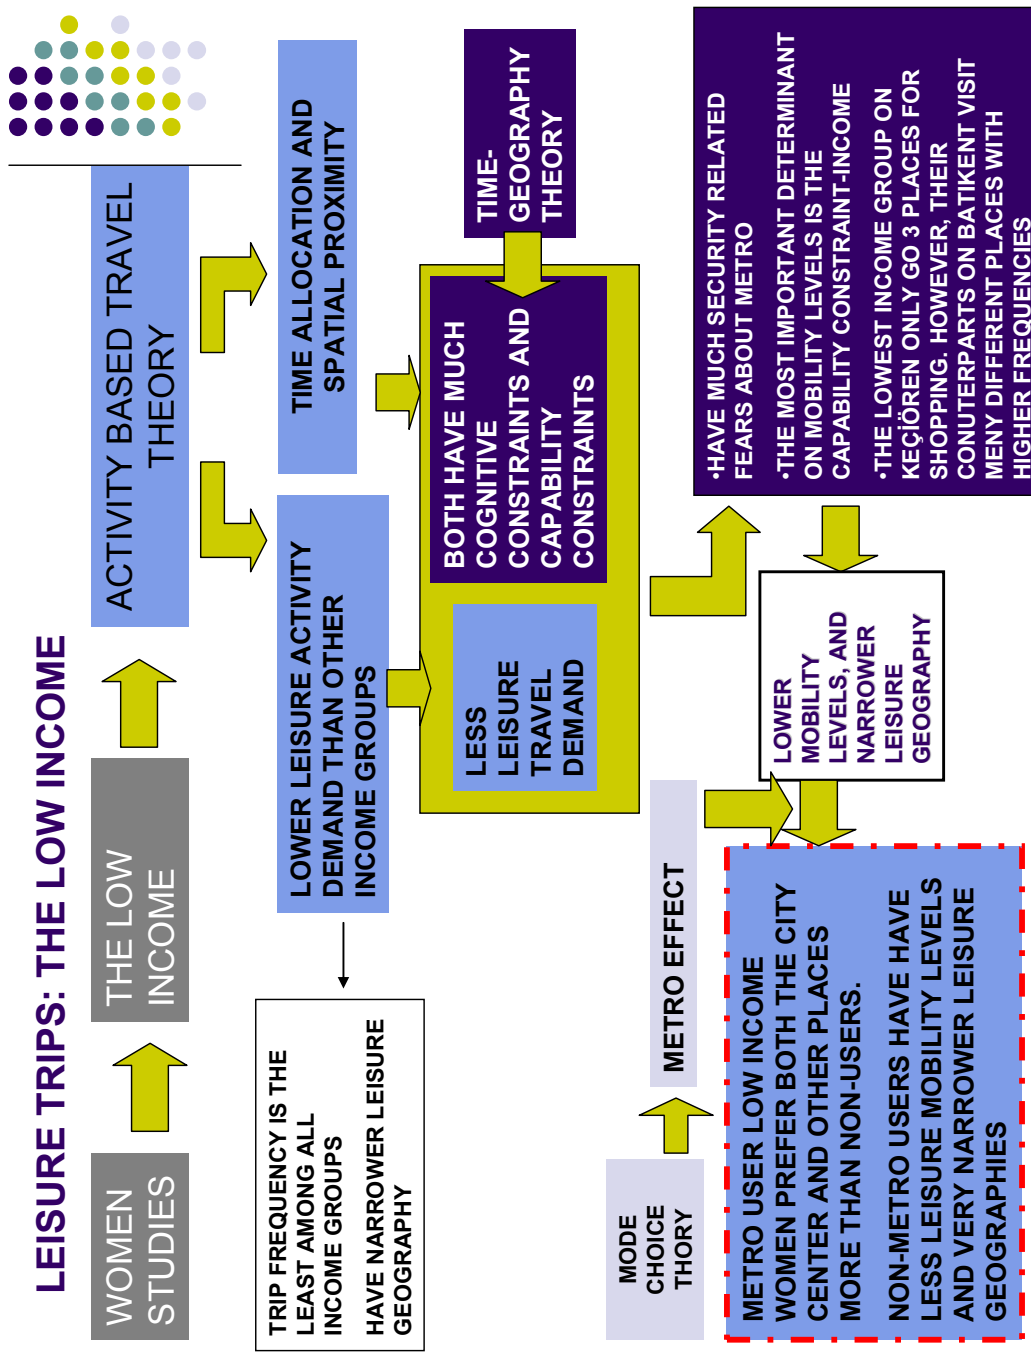 LEISURE TRIPS: THE LOW INCOME
WOMEN
STUDIES
THE LOW
INCOME
ACTIVITY BASED TRAVEL
THEORY
TRIP FREQUENCY IS THE
LEAST AMONG ALL
INCOME GROUPS
HAVE NARROWER LEISURE
GEOGRAPHY
LOWER LEISURE ACTIVITY
DEMAND THAN OTHER
INCOME GROUPS
TIME ALLOCATION AND
SPATIAL PROXIMITY
LESS
LEISURE
TRAVEL
DEMAND
BOTH HAVE MUCH
COGNITIVE
CONSTRAINTS AND
CAPABILITY
CONSTRAINTS
TIME-
GEOGRAPHY
THEORY
MODE
CHOICE
THORY
METRO EFFECT
METRO USER LOW INCOME
WOMEN PREFER BOTH THE CITY
CENTER AND OTHER PLACES
MORE THAN NON-USERS.
NON-METRO USERS HAVE HAVE
LESS LEISURE MOBILITY LEVELS
AND VERY NARROWER LEISURE
GEOGRAPHIES
LOWER
MOBILITY
LEVELS, AND
NARROWER
LEISURE
GEOGRAPHY
•HAVE MUCH SECURITY RELATED
FEARS ABOUT METRO
•THE MOST IMPORTANT DETERMINANT
ON MOBILITY LEVELS IS THE
CAPABILITY CONSTRAINT-INCOME
•THE LOWEST INCOME GROUP ON
KEÇİÖREN ONLY GO 3 PLACES FOR
SHOPPING. HOWEVER, THEIR
CONUTERPARTS ON BATIKENT VISIT
MENY DIFFERENT PLACES WITH
HIGHER FREQUENCIES